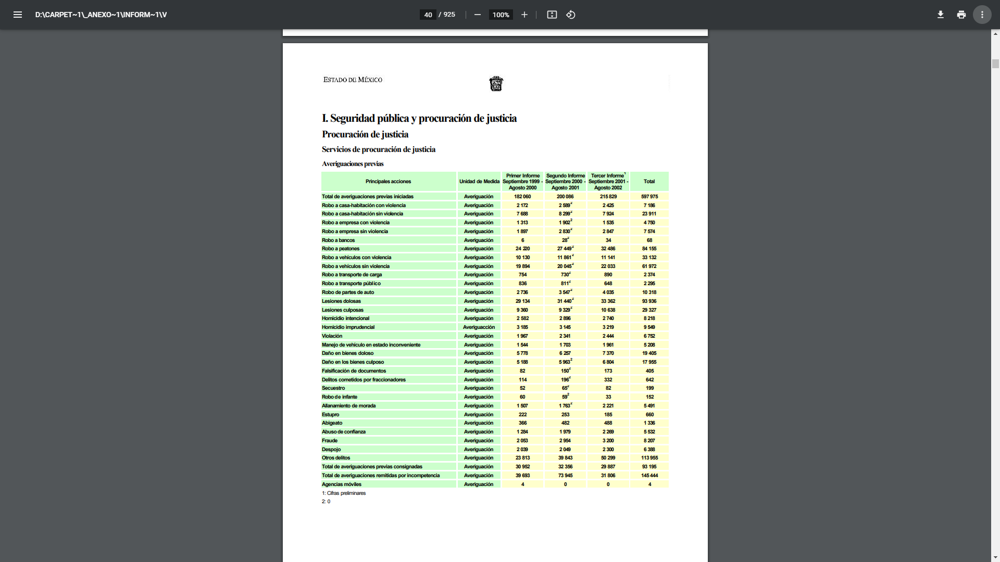 D:\CARPET~1\_ANEXO~1\INFORM~1\V 40 / 925 100%
ESTADO DE MÉXICO
I. Seguridad pública y procuración de justicia
Procuración de justicia
Servicios de procuración de justicia
Averiguaciones previas
Principales acciones Unidad de Medida Primer Informe Septiembre 1999 - Agosto 2000 Segundo Informe Septiembre 2000 - Agosto 2001 Tercer Informe¹ Septiembre 2001 - Agosto 2002 Total
Total de averiguaciones previas iniciadas Averiguación 182 060 200 086 215 829 597 975
Robo a casa-habitación con violencia Averiguación 2 172 2 589² 2 425 7 186
Robo a casa-habitación sin violencia Averiguación 7 688 8 299² 7 924 23 911
Robo a empresa con violencia Averiguación 1 313 1 902² 1 535 4 750
Robo a empresa sin violencia Averiguación 1 897 2 830² 2 847 7 574
Robo a bancos Averiguación 6 28² 34 68
Robo a peatones Averiguación 24 220 27 449² 32 486 84 155
Robo a vehículos con violencia Averiguación 10 130 11 861² 11 141 33 132
Robo a vehículos sin violencia Averiguación 19 894 20 045² 22 033 61 972
Robo a transporte de carga Averiguación 754 730² 890 2 374
Robo a transporte público Averiguación 836 811² 648 2 295
Robo de partes de auto Averiguación 2 736 3 547² 4 035 10 318
Lesiones dolosas Averiguación 29 134 31 440² 33 362 93 936
Lesiones culposas Averiguación 9 360 9 329² 10 638 29 327
Homicidio intencional Averiguación 2 582 2 896 2 740 8 218
Homicidio imprudencial Averiguacción 3 185 3 145 3 219 9 549
Violación Averiguación 1 967 2 341 2 444 6 752
Manejo de vehículo en estado inconveniente Averiguación 1 544 1 703 1 961 5 208
Daño en bienes doloso Averiguación 5 778 6 257 7 370 19 405
Daño en los bienes culposo Averiguación 5 188 5 963² 6 804 17 955
Falsificación de documentos Averiguación 82 150² 173 405
Delitos cometidos por fraccionadores Averiguación 114 196² 332 642
Secuestro Averiguación 52 65² 82 199
Robo de infante Averiguación 60 59² 33 152
Allanamiento de morada Averiguación 1 507 1 763² 2 221 5 491
Estupro Averiguación 222 253 185 660
Abigeato Averiguación 366 482 488 1 336
Abuso de confianza Averiguación 1 284 1 979 2 269 5 532
Fraude Averiguación 2 053 2 954 3 200 8 207
Despojo Averiguación 2 039 2 049 2 300 6 388
Otros delitos Averiguación 23 813 39 843 50 299 113 955
Total de averiguaciones previas consignadas Averiguación 30 952 32 356 29 887 93 195
Total de averiguaciones remitidas por incompetencia Averiguación 39 693 73 945 31 806 145 444
Agencias móviles Averiguación 4 0 0 4
1: Cifras preliminares
2: 0